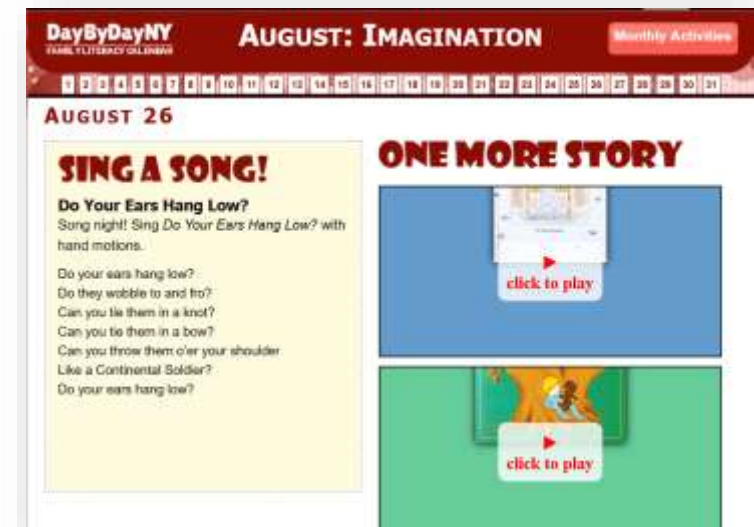 DayByDayNY
FAMILY LITERACY CALENDAR
AUGUST: IMAGINATION
Monthly Activities
1 2 3 4 5 6 7 8 9 10 11 12 13 14 15 16 17 18 19 20 21 22 23 24 25 26 27 28 29 30 31
AUGUST 26
SING A SONG!
Do Your Ears Hang Low?
Song night! Sing Do Your Ears Hang Low? with
hand motions.
Do your ears hang low?
Do they wobble to and fro?
Can you tie them in a knot?
Can you tie them in a bow?
Can you throw them o'er your shoulder
Like a Continental Soldier?
Do your ears hang low?
ONE MORE STORY
click to play
click to play